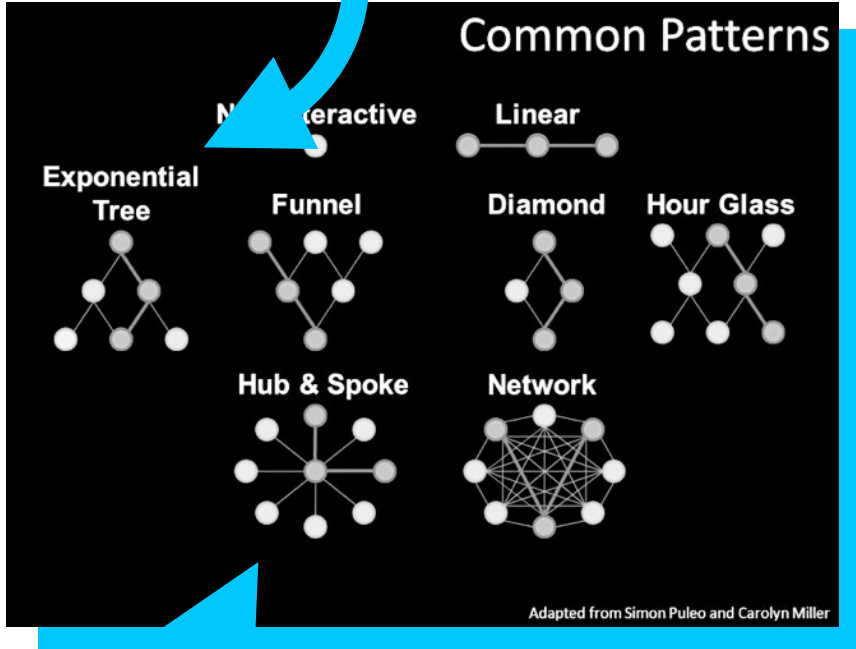 Common Patterns
Linear
Exponential
Tree
Funnel
Diamond
Hour Glass
Hub & Spoke
Network
Adapted from Simon Puleo and Carolyn Miller